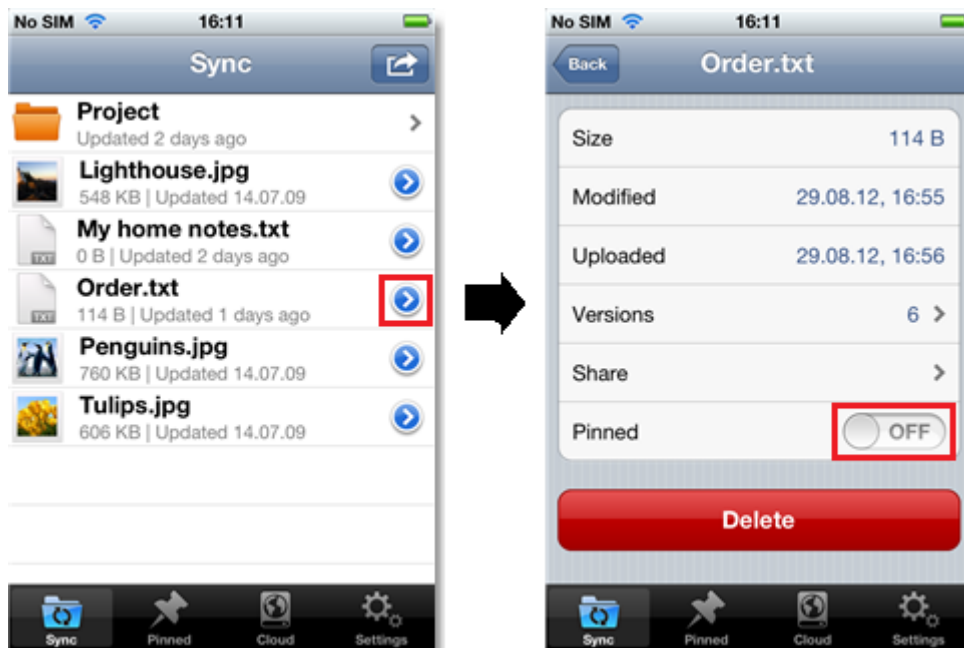 No SIM 16:11
Sync
Project
Updated 2 days ago
Lighthouse.jpg
548 KB | Updated 14.07.09
My home notes.txt
0 B | Updated 2 days ago
TXT
Order.txt
114 B | Updated 1 days ago
TXT
Penguins.jpg
760 KB | Updated 14.07.09
Tulips.jpg
606 KB | Updated 14.07.09
Sync Pinned Cloud Settings
No SIM 16:11
Back Order.txt
Size 114 B
Modified 29.08.12, 16:55
Uploaded 29.08.12, 16:56
Versions 6
Share
Pinned OFF
Delete
Sync Pinned Cloud Settings